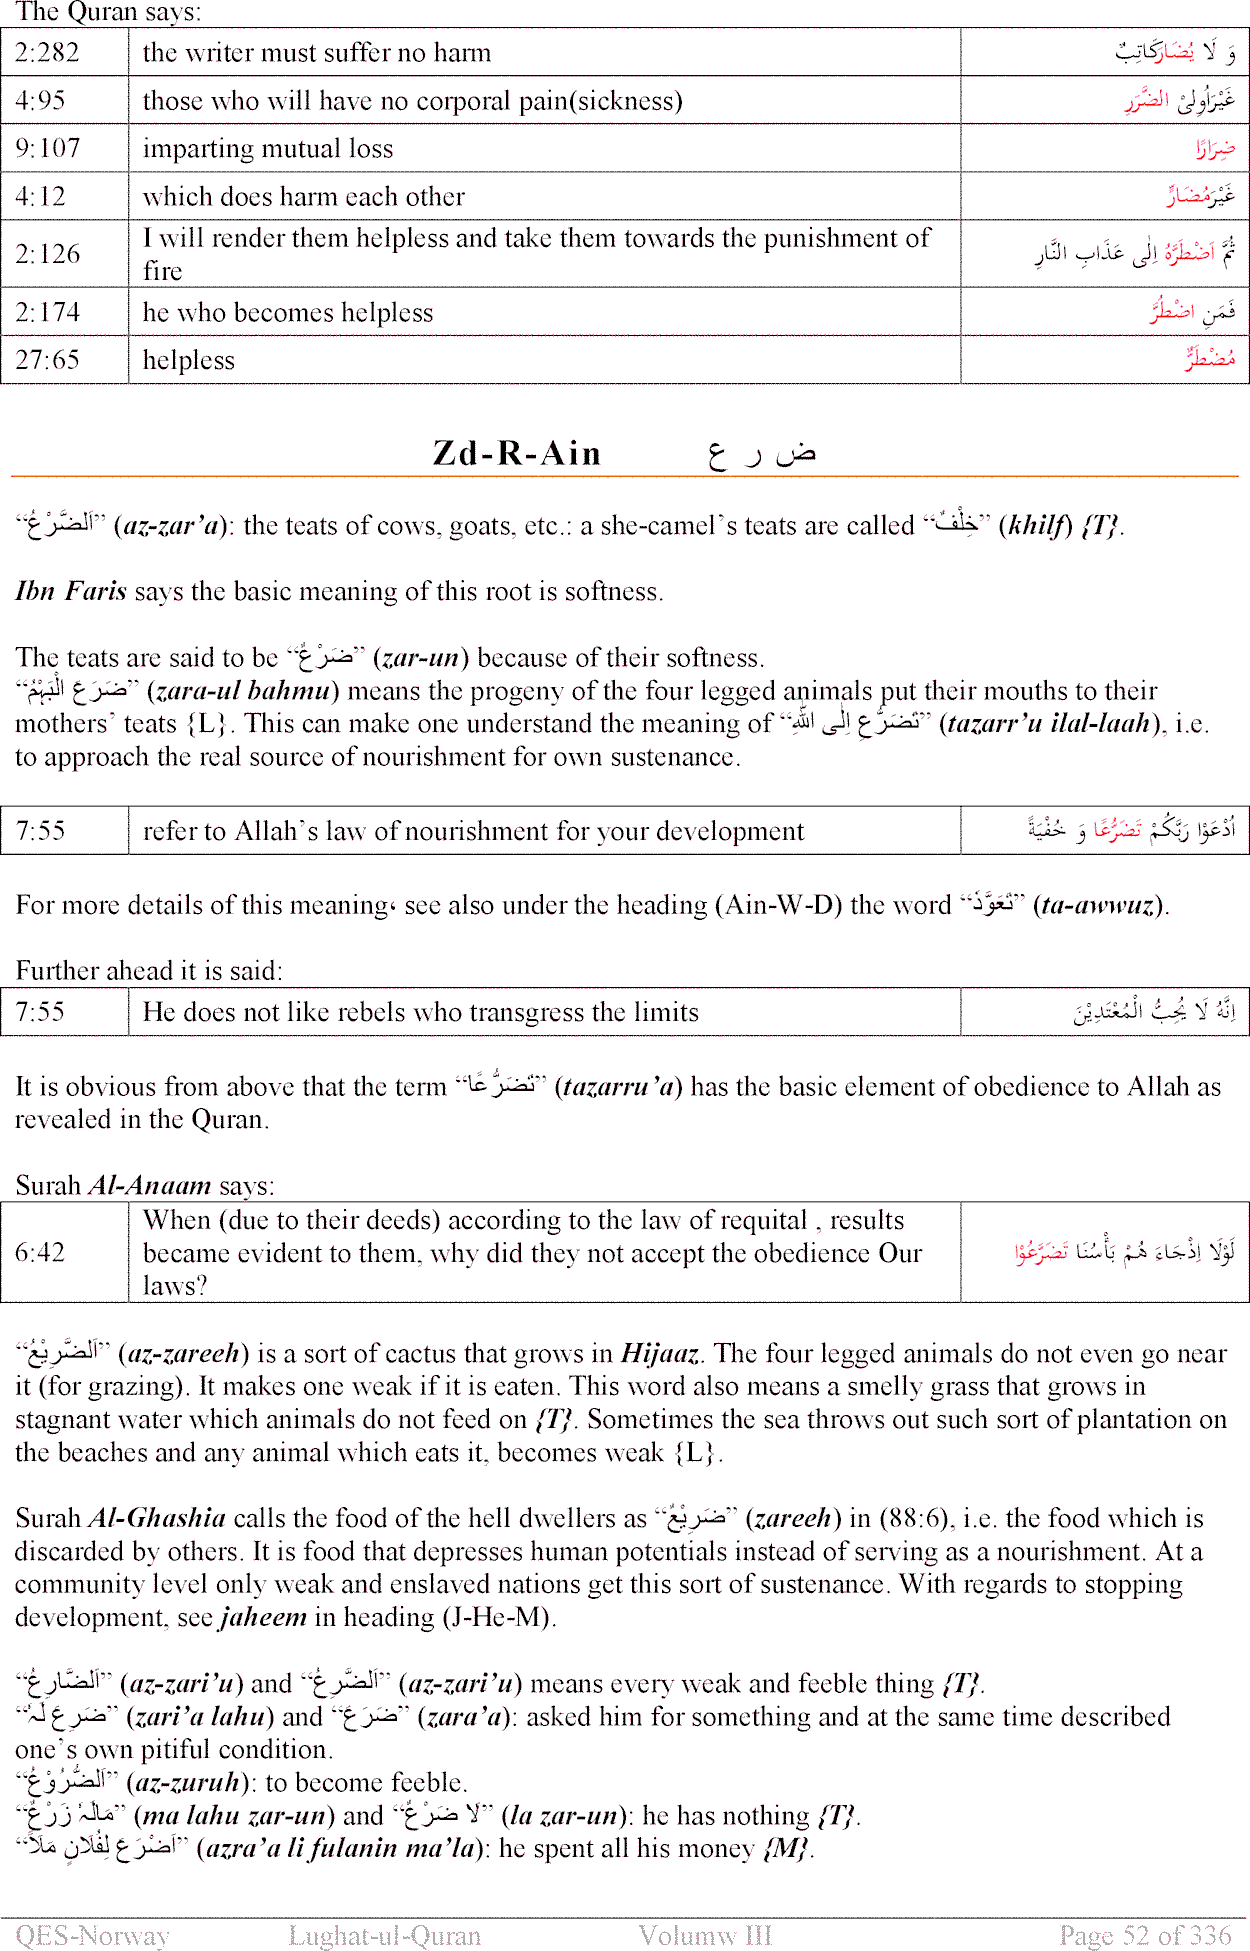 The Quran says:
2:282 the writer must suffer no harm وَ لَا يُضَارَكَاتِبٌ
4:95 those who will have no corporal pain(sickness) غَيْرَاُولِىْ الضَّرَرِ
9:107 imparting mutual loss ضِرَارًا
4:12 which does harm each other غَيْرَمُضَارٍّ
2:126 I will render them helpless and take them towards the punishment of
fire ثُمَّ اَضْطَرَّهُ اِلٰى عَذَابِ النَّارِ
2:174 he who becomes helpless فَمَنِ اضْطُرَّ
27:65 helpless مُضْطَرٌّ
Zd-R-Ain ض ر ع
“اَلضَّرْعُ” (az-zar’a): the teats of cows, goats, etc.: a she-camel’s teats are called “خِلْفٌ” (khilf) {T}.
Ibn Faris says the basic meaning of this root is softness.
The teats are said to be “ضَرْعٌ” (zar-un) because of their softness.
“ضَرَعَ الْبَہْمُ” (zara-ul bahmu) means the progeny of the four legged animals put their mouths to their
mothers’ teats {L}. This can make one understand the meaning of “تَضَرُّعِ اِلٰی اللہِ” (tazarr’u ilal-laah), i.e.
to approach the real source of nourishment for own sustenance.
7:55 refer to Allah’s law of nourishment for your development اُدْعَوْا رَبَّكُمْ تَضَرُّعًا وَ خُفْيَةً
For more details of this meaning، see also under the heading (Ain-W-D) the word “تَعَوَّذَ” (ta-awwuz).
Further ahead it is said:
7:55 He does not like rebels who transgress the limits اِنَّهُ لَا يُحِبُّ الْمُعْتَدِيْنَ
It is obvious from above that the term “تَضَرُّعًا” (tazarru’a) has the basic element of obedience to Allah as
revealed in the Quran.
Surah Al-Anaam says:
When (due to their deeds) according to the law of requital , results
6:42 became evident to them, why did they not accept the obedience Our لَوْلَا اِذْجَاءَ هُمْ بَأْسُنَا تَضَرَّعُوْا
laws?
“اَلضَّرِيْعُ” (az-zareeh) is a sort of cactus that grows in Hijaaz. The four legged animals do not even go near
it (for grazing). It makes one weak if it is eaten. This word also means a smelly grass that grows in
stagnant water which animals do not feed on {T}. Sometimes the sea throws out such sort of plantation on
the beaches and any animal which eats it, becomes weak {L}.
Surah Al-Ghashia calls the food of the hell dwellers as “ضَرِيْعٌ” (zareeh) in (88:6), i.e. the food which is
discarded by others. It is food that depresses human potentials instead of serving as a nourishment. At a
community level only weak and enslaved nations get this sort of sustenance. With regards to stopping
development, see jaheem in heading (J-He-M).
“اَلضَّارِعُ” (az-zari’u) and “اَلضَّرِعُ” (az-zari’u) means every weak and feeble thing {T}.
“ضَرِعَ لَہٗ” (zari’a lahu) and “ضَرَعَ” (zara’a): asked him for something and at the same time described
one’s own pitiful condition.
“اَلضُّرُوْعُ” (az-zuruh): to become feeble.
“مَالَہٗ زَرْعٌ” (ma lahu zar-un) and “لَا ضَرْعٌ” (la zar-un): he has nothing {T}.
“اَضْرَع لِفُلَانٍ مَلَاً” (azra’a li fulanin ma’la): he spent all his money {M}.
QES-Norway Lughat-ul-Quran Volumw III Page 52 of 336